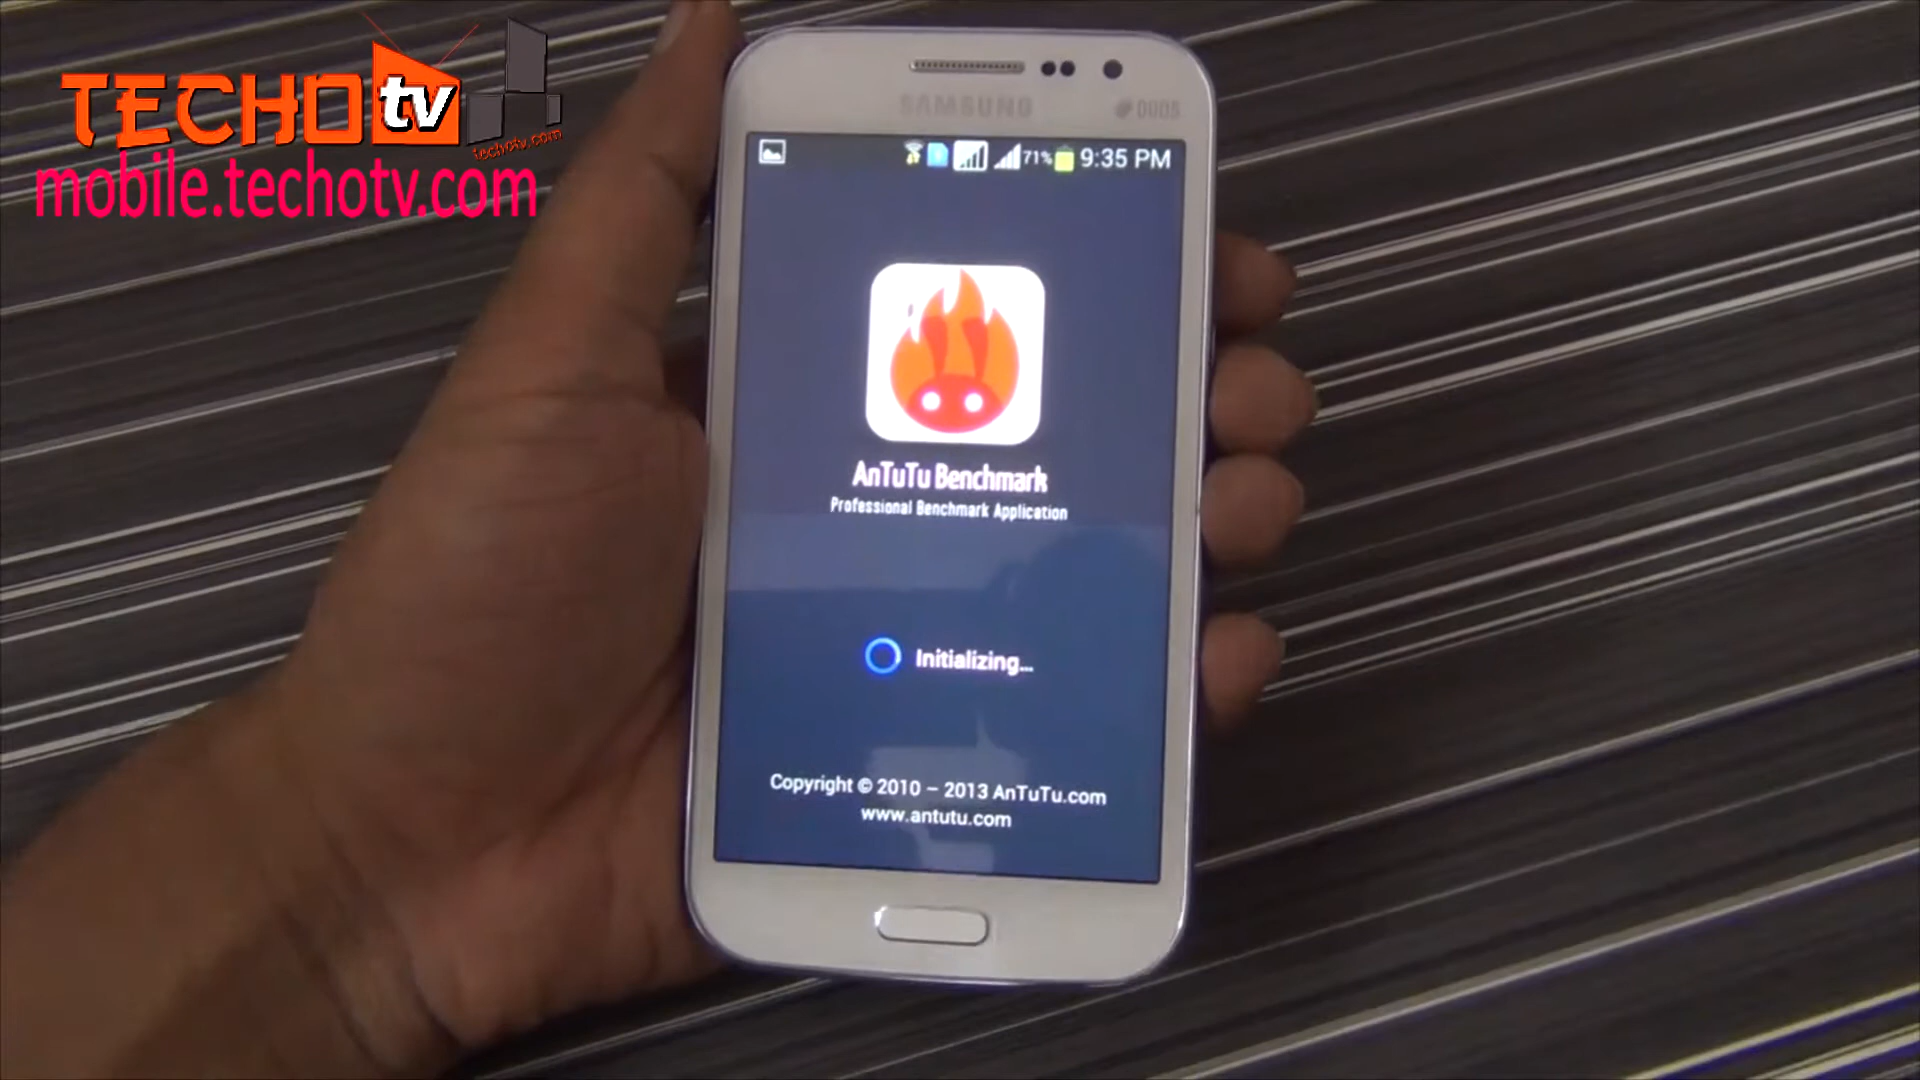 TECHO tv
techotv.com
mobile.techotv.com
SAMSUNG
DUOS
71% 9:35 PM
AnTuTu Benchmark
Professional Benchmark Application
Initializing...
Copyright © 2010 – 2013 AnTuTu.com
www.antutu.com